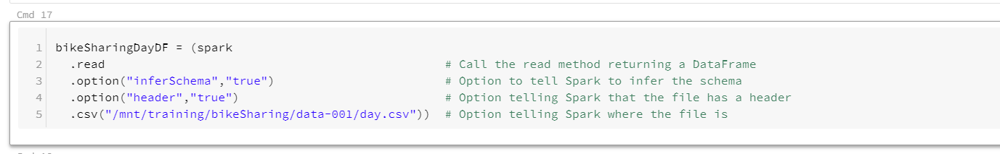 Cmd 17
1 bikeSharingDayDF = (spark
2   .read                                                 # Call the read method returning a DataFrame
3   .option("inferSchema","true")                         # Option to tell Spark to infer the schema
4   .option("header","true")                              # Option telling Spark that the file has a header
5   .csv("/mnt/training/bikeSharing/data-001/day.csv"))  # Option telling Spark where the file is